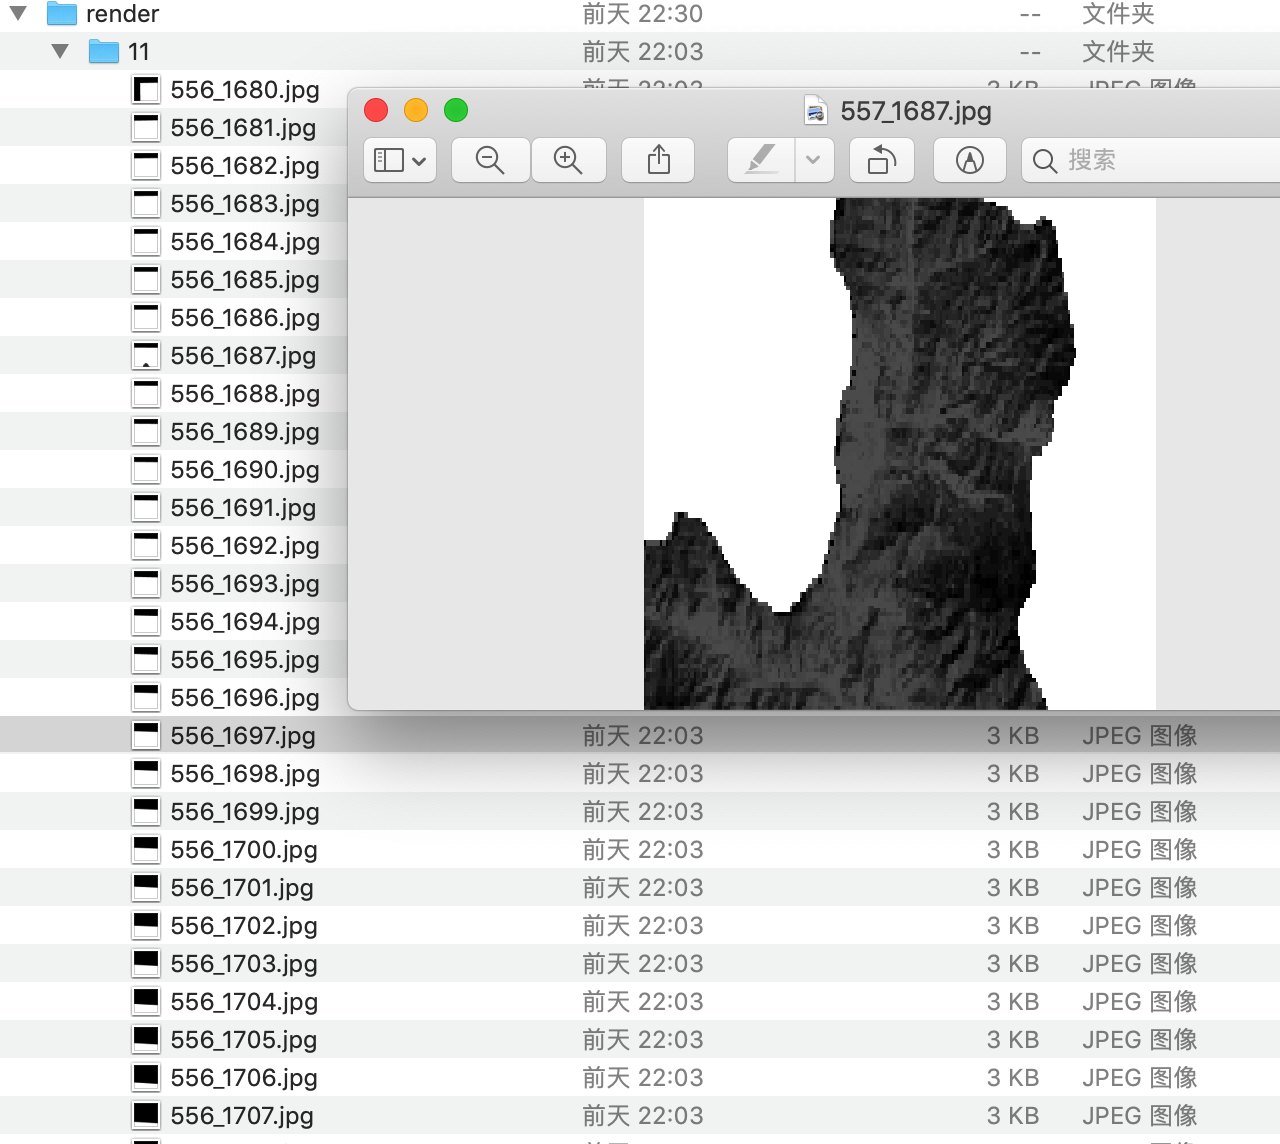 render 前天 22:30 -- 文件夹
11 前天 22:03 -- 文件夹
556_1680.jpg 前天 22:03 3 KB JPEG 图像
557_1687.jpg
搜索
556_1681.jpg
556_1682.jpg
556_1683.jpg
556_1684.jpg
556_1685.jpg
556_1686.jpg
556_1687.jpg
556_1688.jpg
556_1689.jpg
556_1690.jpg
556_1691.jpg
556_1692.jpg
556_1693.jpg
556_1694.jpg
556_1695.jpg
556_1696.jpg
556_1697.jpg 前天 22:03 3 KB JPEG 图像
556_1698.jpg 前天 22:03 3 KB JPEG 图像
556_1699.jpg 前天 22:03 3 KB JPEG 图像
556_1700.jpg 前天 22:03 3 KB JPEG 图像
556_1701.jpg 前天 22:03 3 KB JPEG 图像
556_1702.jpg 前天 22:03 3 KB JPEG 图像
556_1703.jpg 前天 22:03 3 KB JPEG 图像
556_1704.jpg 前天 22:03 3 KB JPEG 图像
556_1705.jpg 前天 22:03 3 KB JPEG 图像
556_1706.jpg 前天 22:03 3 KB JPEG 图像
556_1707.jpg 前天 22:03 3 KB JPEG 图像